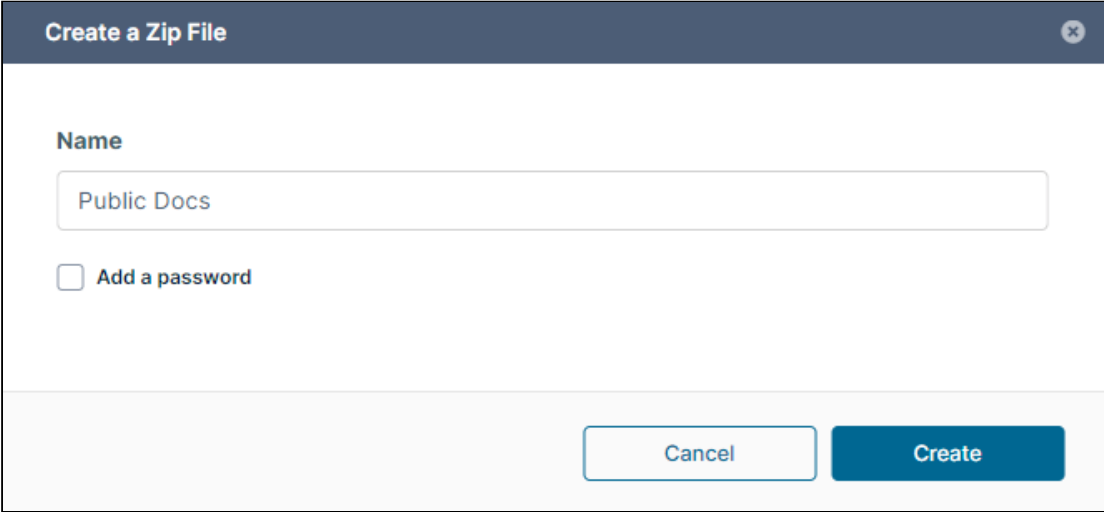 Create a Zip File
Name
Public Docs
Add a password
Cancel
Create